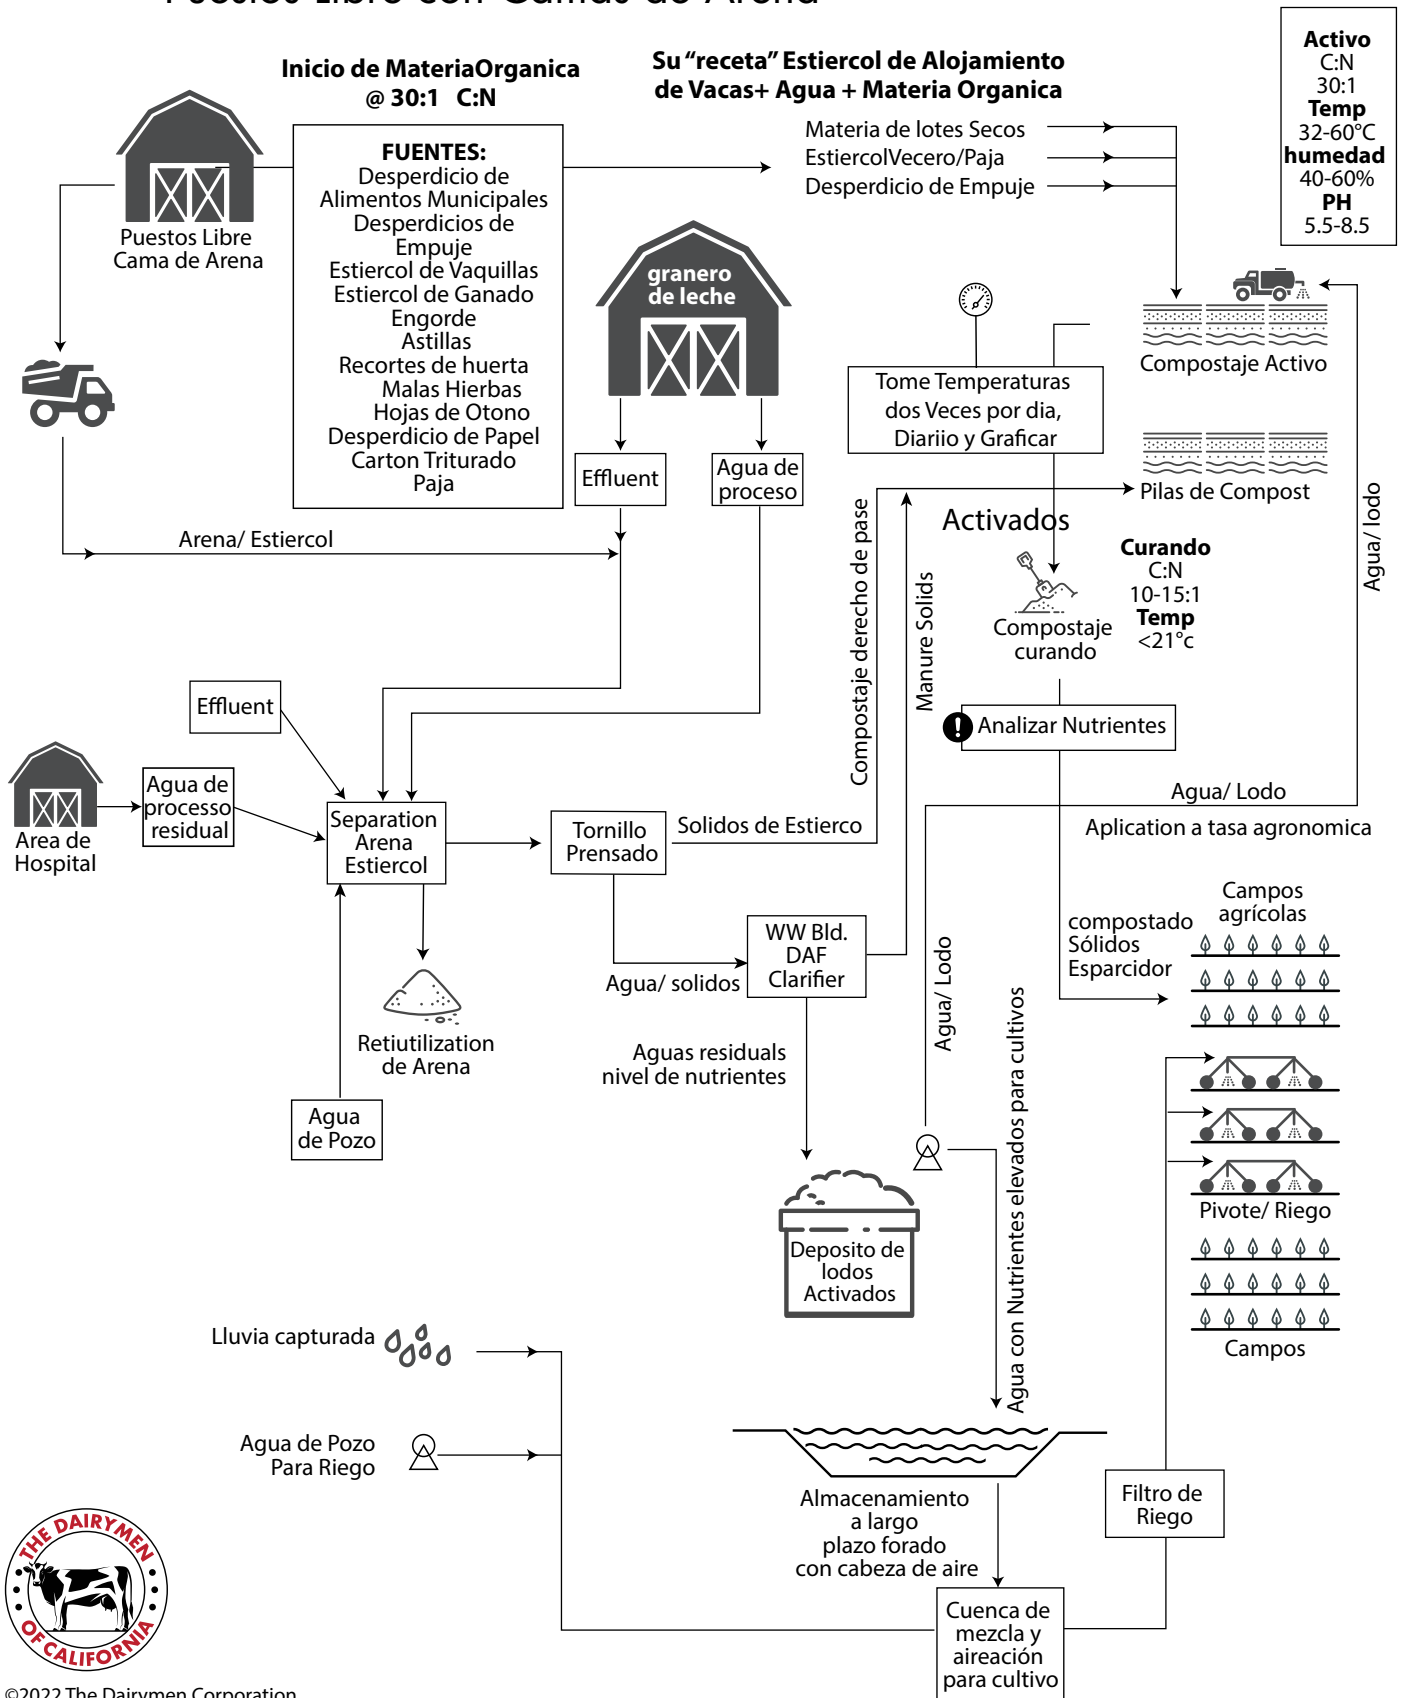 Puestos Libre con Camas de Arena
Inicio de MateriaOrganica
@ 30:1 C:N
Su “receta” Estiercol de Alojamiento
de Vacas+ Agua + Materia Organica
Activo
C:N
30:1
Temp
32-60°C
humedad
40-60%
PH
5.5-8.5
Materia de lotes Secos
EstiercolVecero/Paja
Desperdicio de Empuje
FUENTES:
Desperdicio de
Alimentos Municipales
Desperdicios de
Empuje
Estiercol de Vaquillas
Estiercol de Ganado
Engorde
Astillas
Recortes de huerta
Malas Hierbas
Hojas de Otono
Desperdicio de Papel
Carton Triturado
Paja
Puestos Libre
Cama de Arena
granero
de leche
Compostaje Activo
Tome Temperaturas
dos Veces por dia,
Diariio y Graficar
Effluent
Agua de
proceso
Pilas de Compost
Activados
Arena/ Estiercol
Curando
C:N
10-15:1
Temp
<21°c
Compostaje
curando
Compostaje derecho de pase
Manure Solids
Agua/ lodo
Effluent
Analizar Nutrientes
Agua de
processo
residual
Area de
Hospital
Separation
Arena
Estiercol
Tornillo
Prensado
Solidos de Estierco
Agua/ Lodo
Aplication a tasa agronomica
Campos
agrícolas
compostado
Sólidos
Esparcidor
WW Bld.
DAF
Clarifier
Agua/ solidos
Agua/ Lodo
Retiutilization
de Arena
Aguas residuals
nivel de nutrientes
Agua con Nutrientes elevados para cultivos
Agua
de Pozo
Pivote/ Riego
Deposito de
lodos
Activados
Lluvia capturada
Campos
Agua de Pozo
Para Riego
Almacenamiento
a largo
plazo forado
con cabeza de aire
Filtro de
Riego
Cuenca de
mezcla y
aireación
para cultivo
THE DAIRYMEN
OF CALIFORNIA
©2022 The Dairymen Corporation